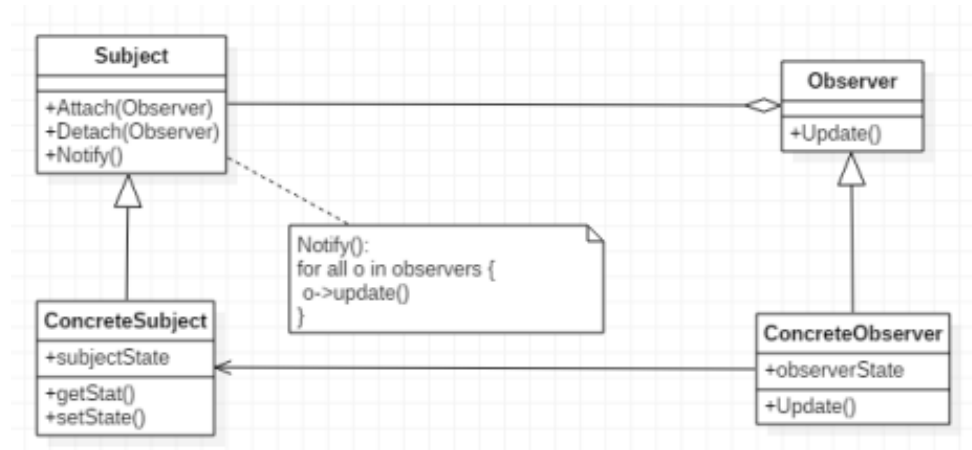 Subject
+Attach(Observer)
+Detach(Observer)
+Notify()
Observer
+Update()
Notify():
for all o in observers {
o->update()
}
ConcreteSubject
+subjectState
+getStat()
+setState()
ConcreteObserver
+observerState
+Update()